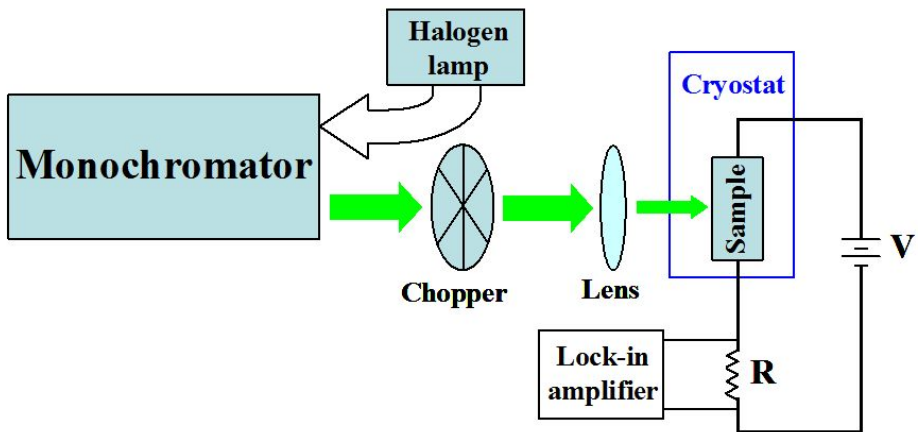 Halogen
lamp
Monochromator
Cryostat
Sample
V
Chopper
Lens
Lock-in
amplifier
R